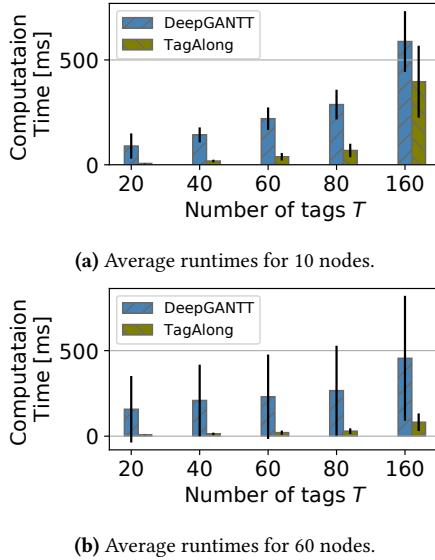 DeepGANTT
TagAlong
Computataion
Time [ms]
500
0
20 40 60 80 160
Number of tags T
(a) Average runtimes for 10 nodes.
DeepGANTT
TagAlong
Computataion
Time [ms]
500
0
20 40 60 80 160
Number of tags T
(b) Average runtimes for 60 nodes.